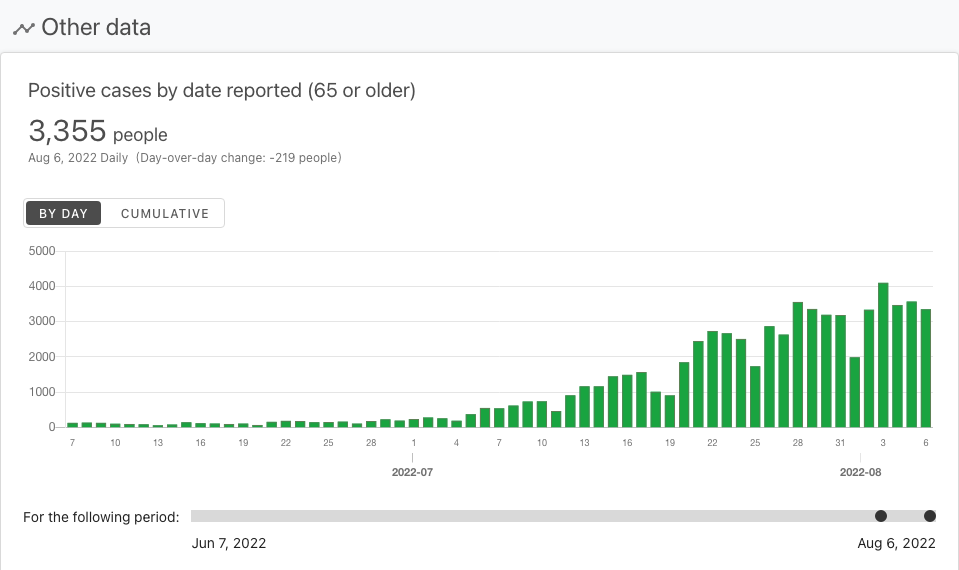 Other data
Positive cases by date reported (65 or older)
3,355 people
Aug 6, 2022 Daily (Day-over-day change: -219 people)
BY DAY CUMULATIVE
5000
4000
3000
2000
1000
0
7 10 13 16 19 22 25 28 1 4 7 10 13 16 19 22 25 28 31 3 6
2022-07 2022-08
For the following period:
Jun 7, 2022 Aug 6, 2022